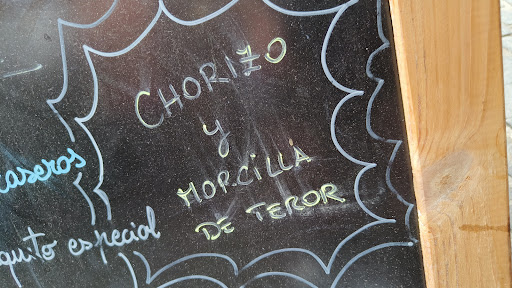 CHORIZO
y
MORCILLA
DE TEROR
caseros
quito especial